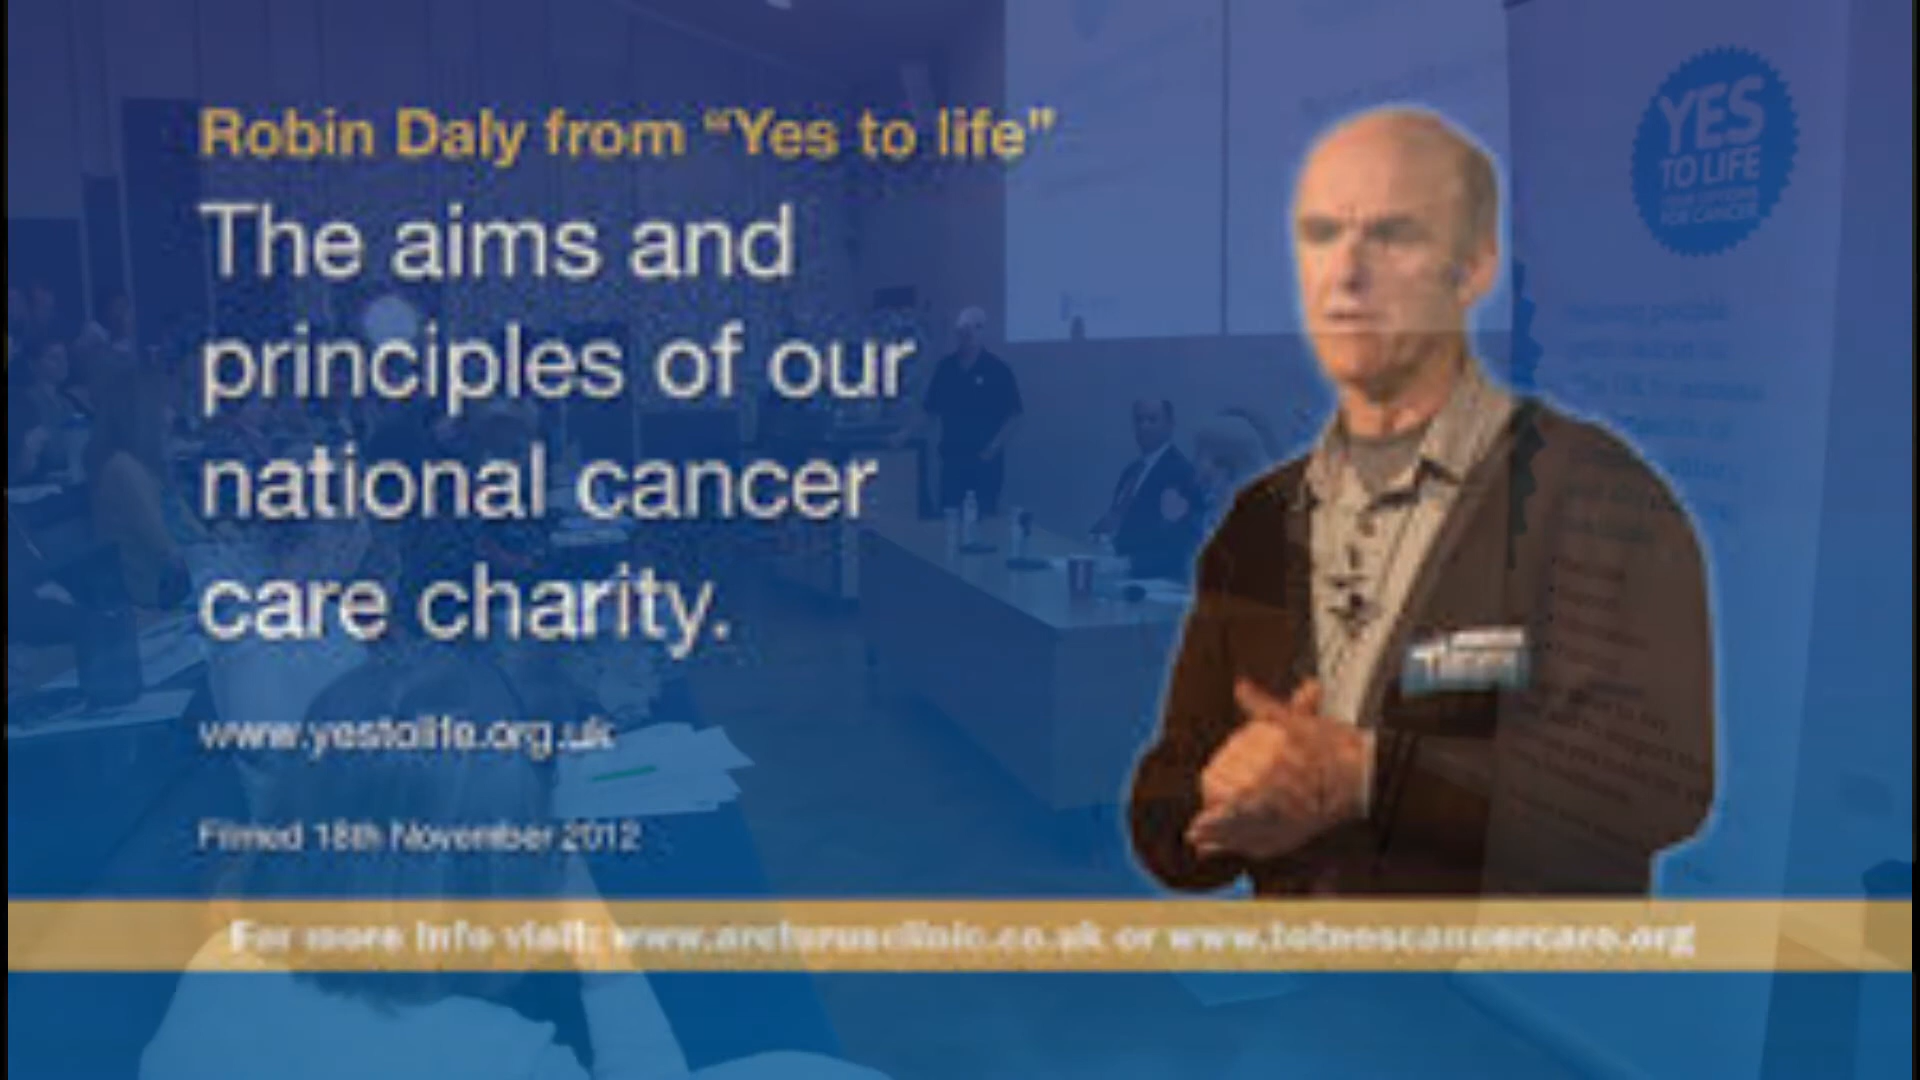 Robin Daly from “Yes to life”
The aims and
principles of our
national cancer
care charity.
www.yestolife.org.uk
Filmed 18th November 2012
For more info visit: www.arcturusclinic.co.uk or www.totnescancercare.org
YES
TO LIFE
FOR CANCER